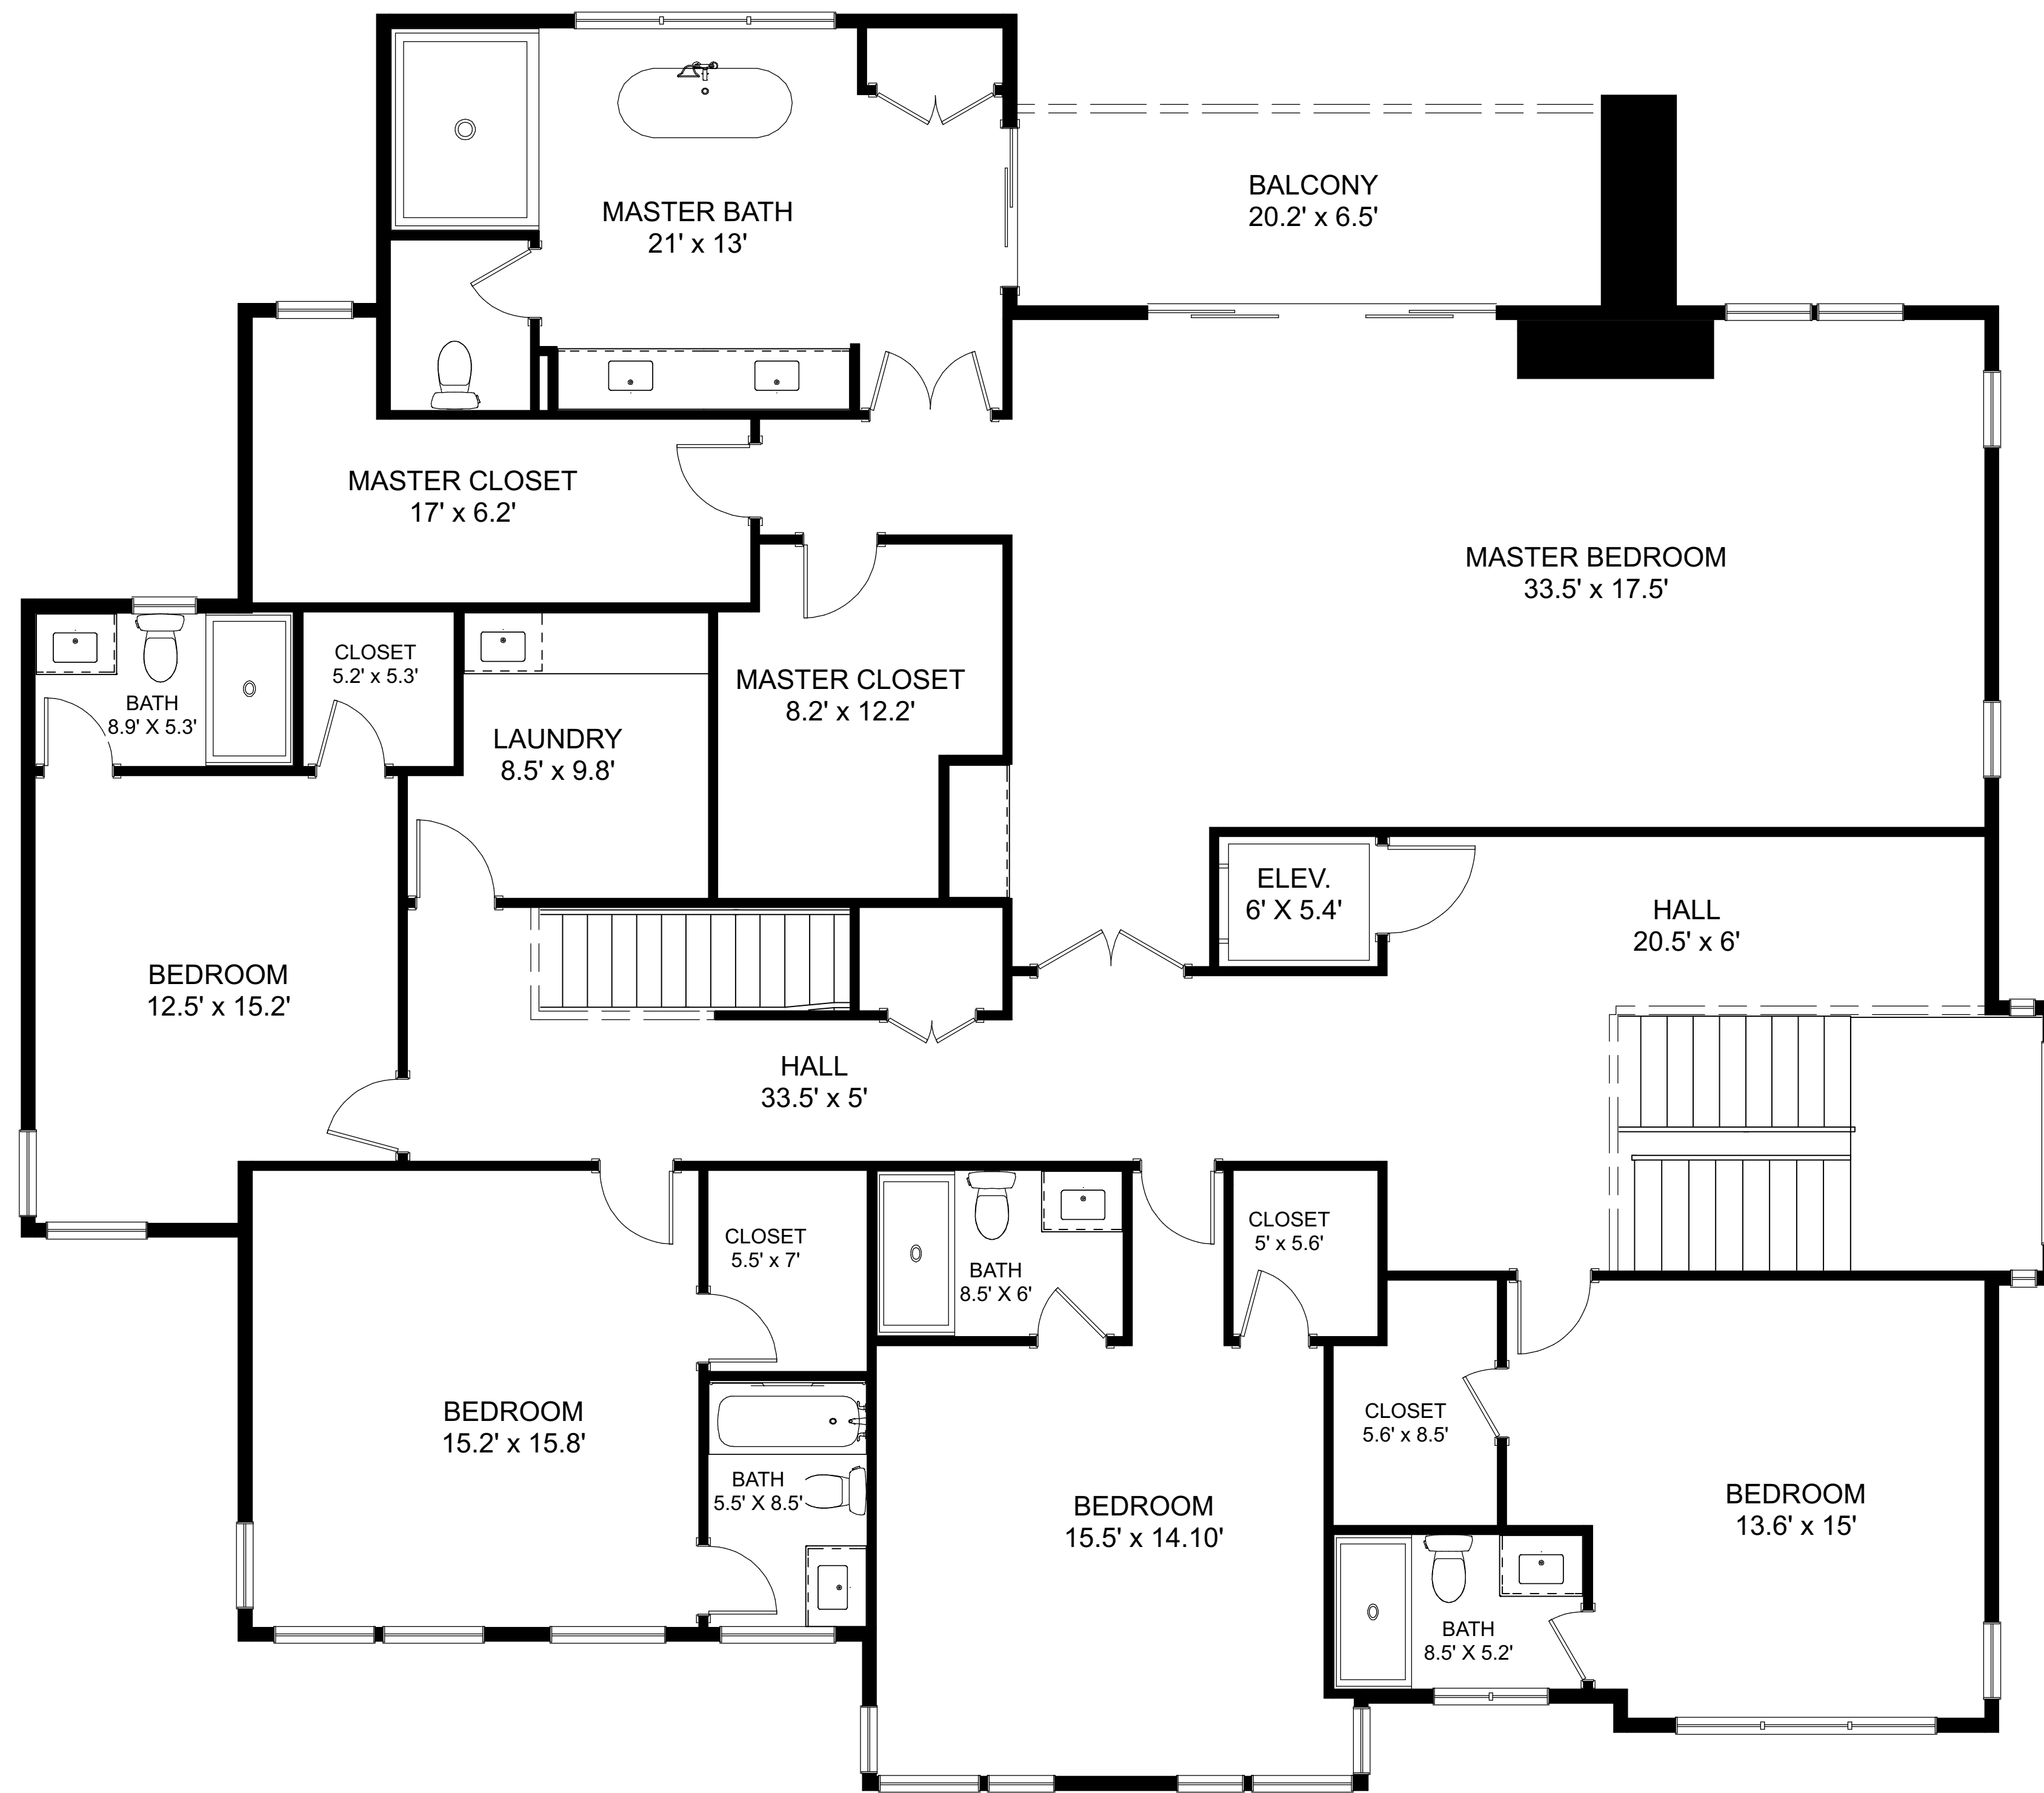 MASTER BATH
21' x 13'
BALCONY
20.2' x 6.5'
MASTER CLOSET
17' x 6.2'
MASTER BEDROOM
33.5' x 17.5'
CLOSET
5.2' x 5.3'
BATH
8.9' X 5.3'
MASTER CLOSET
8.2' x 12.2'
LAUNDRY
8.5' x 9.8'
ELEV.
6' X 5.4'
HALL
20.5' x 6'
BEDROOM
12.5' x 15.2'
HALL
33.5' x 5'
CLOSET
5.5' x 7'
CLOSET
5' x 5.6'
BATH
8.5' X 6'
BEDROOM
15.2' x 15.8'
CLOSET
5.6' x 8.5'
BATH
5.5' X 8.5'
BEDROOM
15.5' x 14.10'
BEDROOM
13.6' x 15'
BATH
8.5' X 5.2'